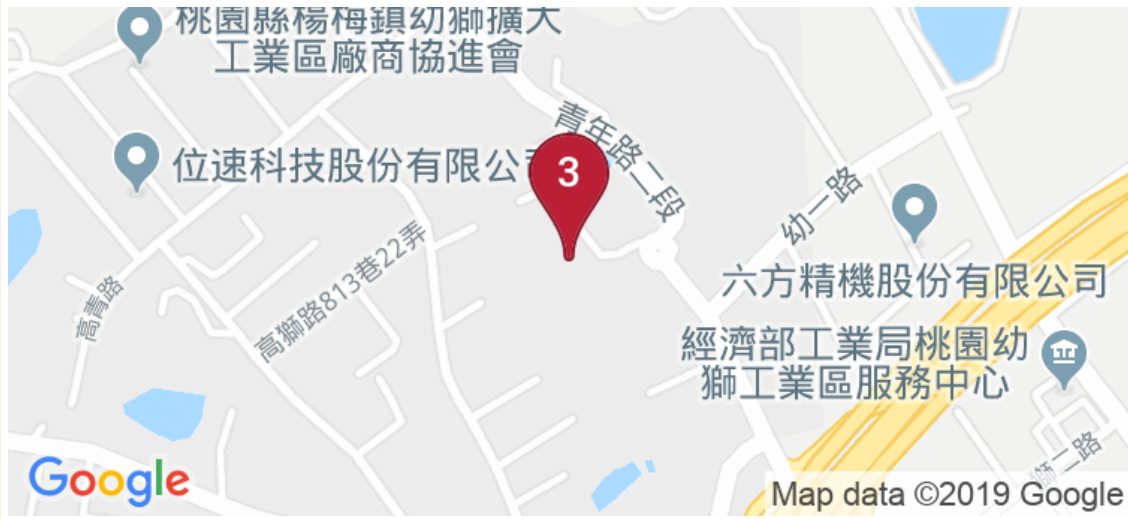 桃園縣楊梅鎮幼獅擴大
工業區廠商協進會
青年路二段
位速科技股份有限公
3
幼一路
高獅路813巷22弄
六方精機股份有限公司
高青路
經濟部工業局桃園幼
獅工業區服務中心
獅二路
Google
Map data ©2019 Google